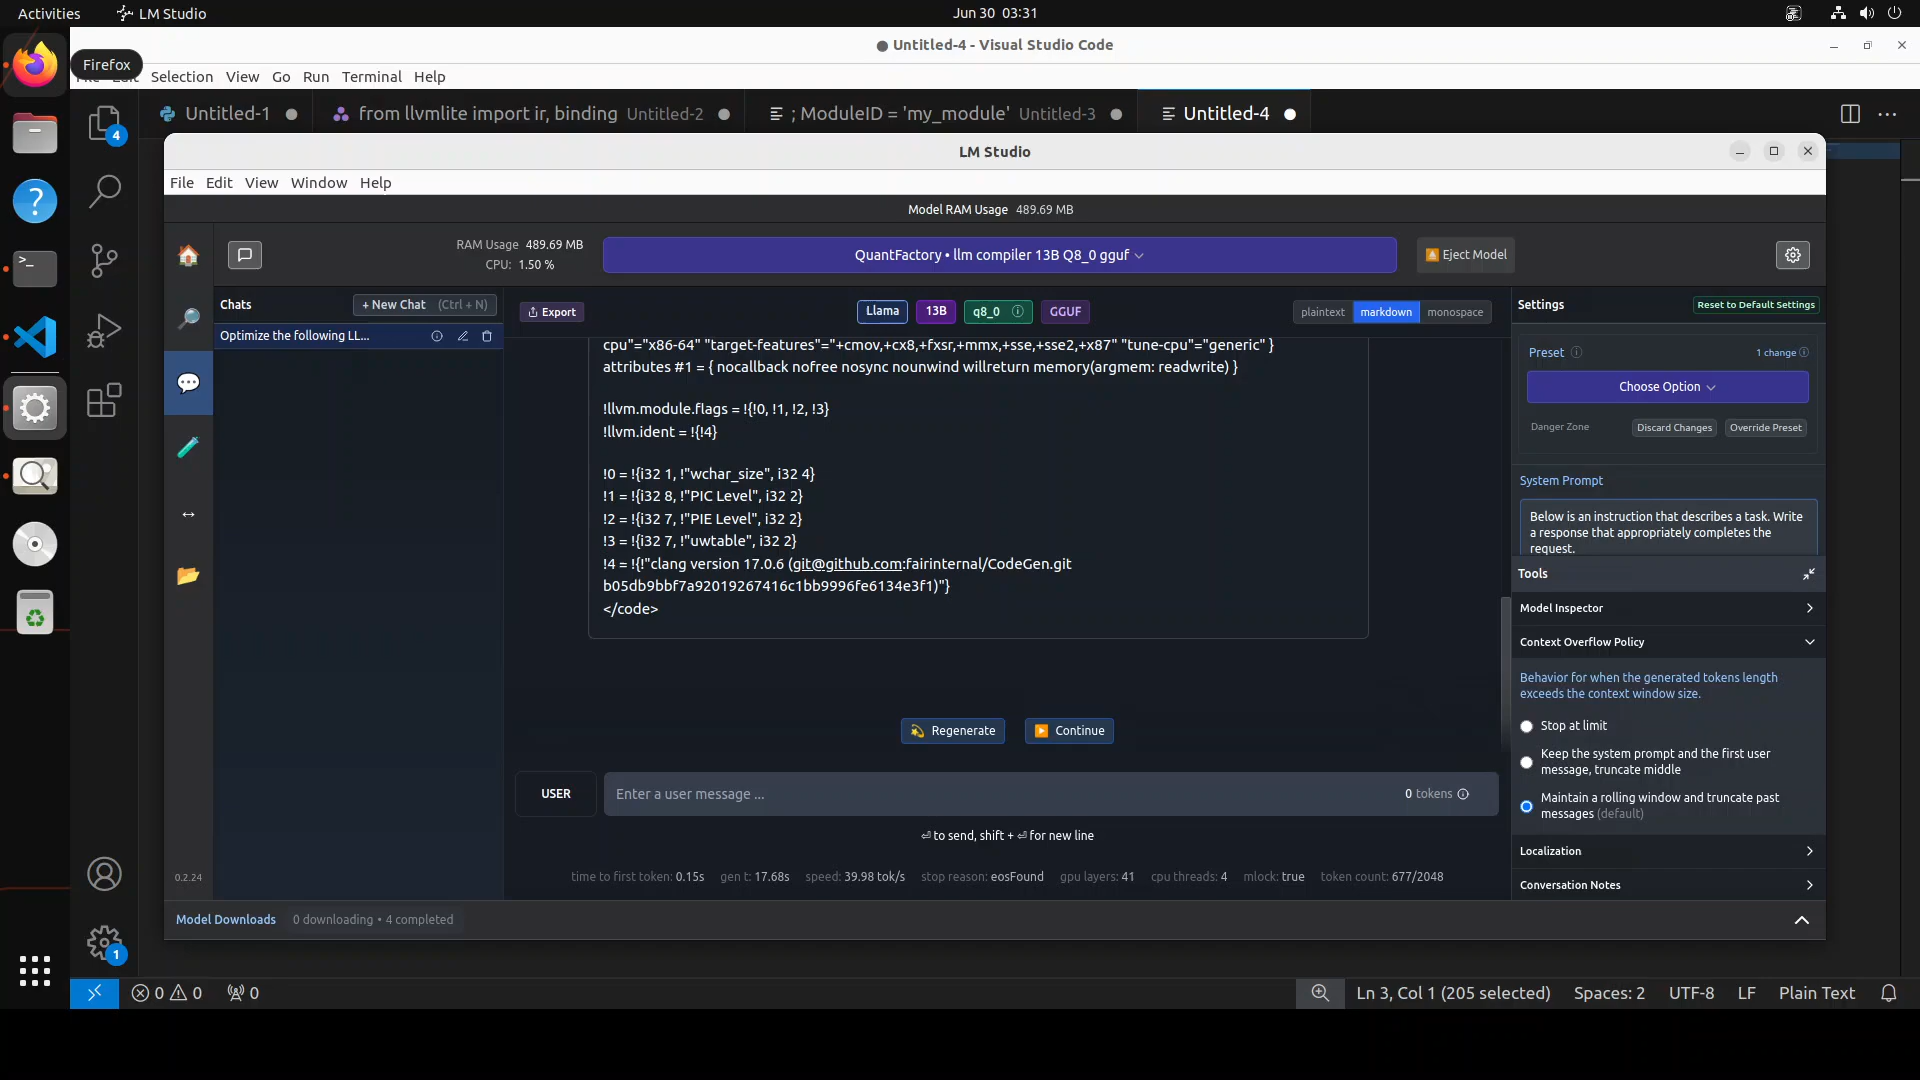 Activities
LM Studio
Jun 30 03:31
Untitled-4 - Visual Studio Code
Firefox
Selection View Go Run Terminal Help
Untitled-1
from llvmlite import ir, binding Untitled-2
; ModuleID = 'my_module' Untitled-3
Untitled-4
4
LM Studio
File Edit View Window Help
Model RAM Usage 489.69 MB
RAM Usage 489.69 MB
CPU: 1.50 %
QuantFactory • llm compiler 13B Q8_0 gguf
Eject Model
Chats
+ New Chat (Ctrl + N)
Export
Llama
13B
q8_0
GGUF
plaintext
markdown
monospace
Settings
Reset to Default Settings
Optimize the following LL...
cpu"="x86-64" "target-features"="+cmov,+cx8,+fxsr,+mmx,+sse,+sse2,+x87" "tune-cpu"="generic" }
attributes #1 = { nocallback nofree nosync nounwind willreturn memory(argmem: readwrite) }
!llvm.module.flags = !{!0, !1, !2, !3}
!llvm.ident = !{!4}
!0 = !{i32 1, !"wchar_size", i32 4}
!1 = !{i32 8, !"PIC Level", i32 2}
!2 = !{i32 7, !"PIE Level", i32 2}
!3 = !{i32 7, !"uwtable", i32 2}
!4 = !{!"clang version 17.0.6 (git@github.com:fairinternal/CodeGen.git
b05db9bbf7a92019267416c1bb9996fe6134e3f1)"}
</code>
Regenerate
Continue
USER
Enter a user message ...
0 tokens
⏎ to send, shift + ⏎ for new line
time to first token: 0.15s gen t: 17.68s speed: 39.98 tok/s stop reason: eosFound gpu layers: 41 cpu threads: 4 mlock: true token count: 677/2048
Preset
1 change
Choose Option
Danger Zone
Discard Changes
Override Preset
System Prompt
Below is an instruction that describes a task. Write
a response that appropriately completes the
request.
Tools
Model Inspector
Context Overflow Policy
Behavior for when the generated tokens length
exceeds the context window size.
Stop at limit
Keep the system prompt and the first user
message, truncate middle
Maintain a rolling window and truncate past
messages (default)
Localization
Conversation Notes
0.2.24
Model Downloads 0 downloading • 4 completed
1
0 0 0
Ln 3, Col 1 (205 selected) Spaces: 2 UTF-8 LF Plain Text